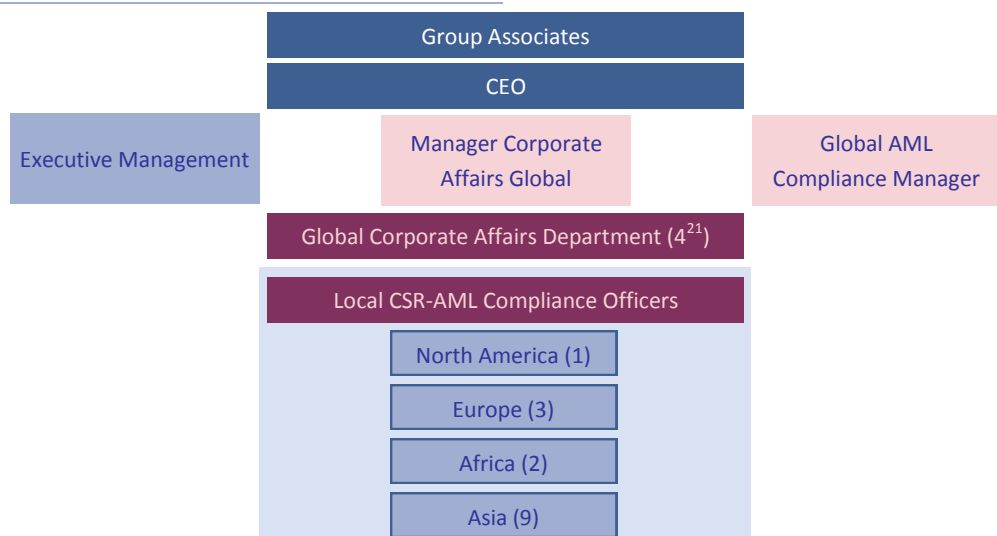 Group Associates
CEO
Executive Management
Manager Corporate
Affairs Global
Global AML
Compliance Manager
Global Corporate Affairs Department (4²¹)
Local CSR-AML Compliance Officers
North America (1)
Europe (3)
Africa (2)
Asia (9)